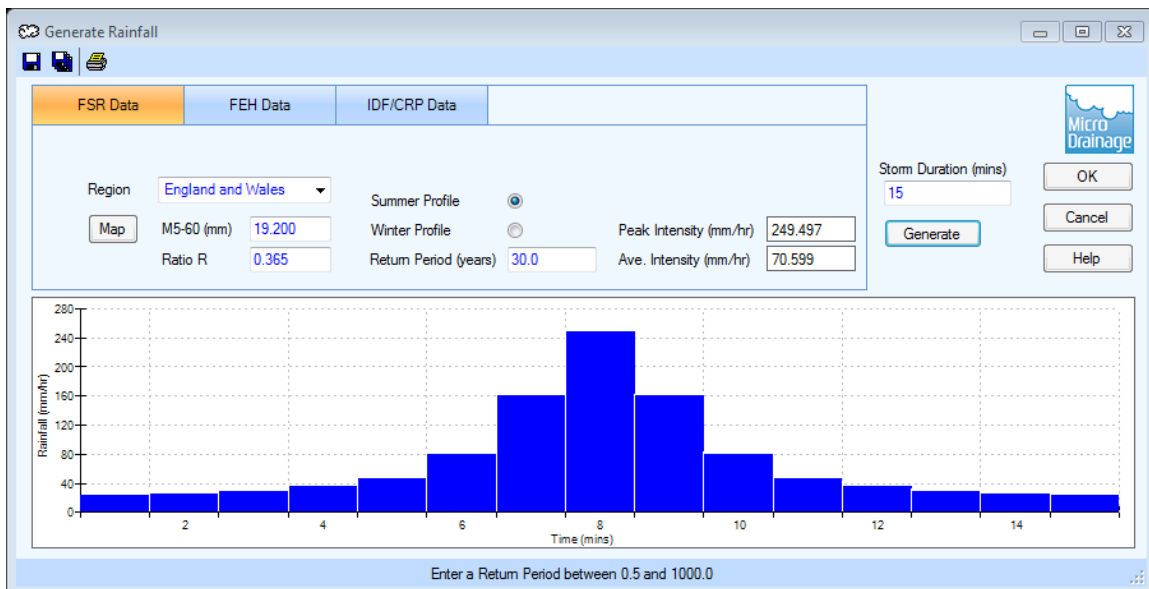 Generate Rainfall
FSR Data FEH Data IDF/CRP Data
Micro
Drainage
Region England and Wales
Map
M5-60 (mm) 19.200
Ratio R 0.365
Summer Profile
Winter Profile
Return Period (years) 30.0
Peak Intensity (mm/hr) 249.497
Ave. Intensity (mm/hr) 70.599
Storm Duration (mins)
15
Generate
OK
Cancel
Help
280
240
200
160
120
80
40
0
Rainfall (mm/hr)
2 4 6 8 10 12 14
Time (mins)
Enter a Return Period between 0.5 and 1000.0